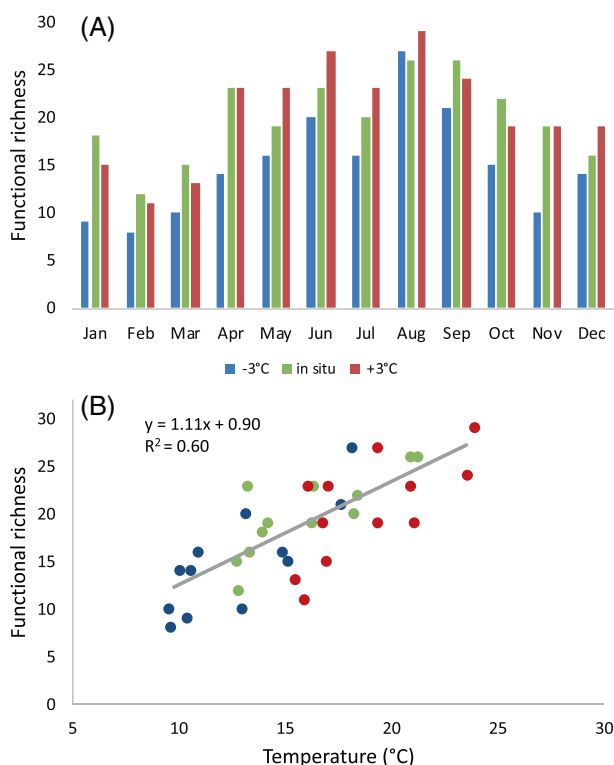 (A)
Functional richness
30
25
20
15
10
5
0
Jan Feb Mar Apr May Jun Jul Aug Sep Oct Nov Dec
-3°C in situ +3°C
(B)
y = 1.11x + 0.90
R² = 0.60
Functional richness
30
25
20
15
10
5
0
5 10 15 20 25 30
Temperature (°C)